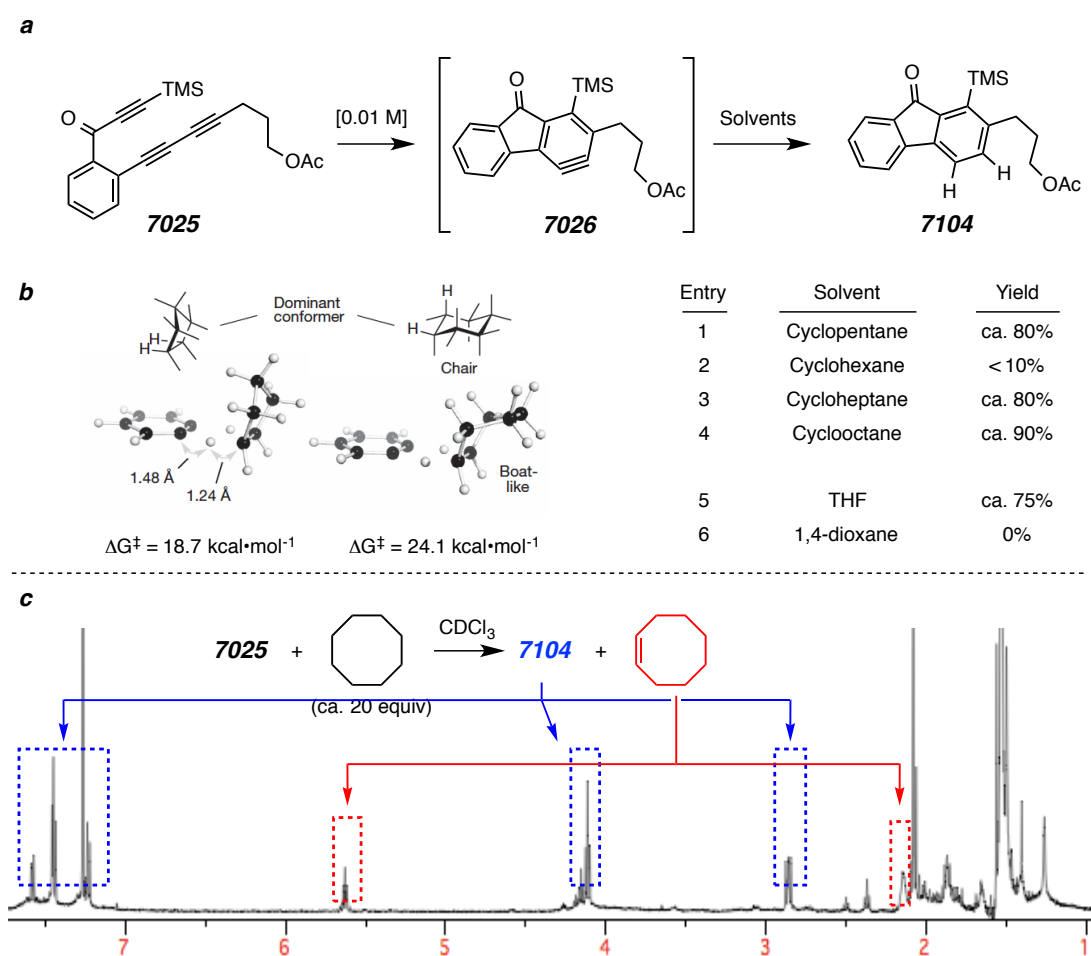 a
O
TMS
OAc
7025
[0.01 M]
O
TMS
OAc
7026
Solvents
O
TMS
H
H
OAc
7104
b
Dominant
conformer
H
H
H
H
Chair
1.48 Å
1.24 Å
Boat-
like
ΔG‡ = 18.7 kcal•mol-1
ΔG‡ = 24.1 kcal•mol-1
Entry Solvent Yield
1 Cyclopentane ca. 80%
2 Cyclohexane <10%
3 Cycloheptane ca. 80%
4 Cyclooctane ca. 90%
5 THF ca. 75%
6 1,4-dioxane 0%
c
7025 + CDCl3 7104 +
(ca. 20 equiv)
7 6 5 4 3 2 1